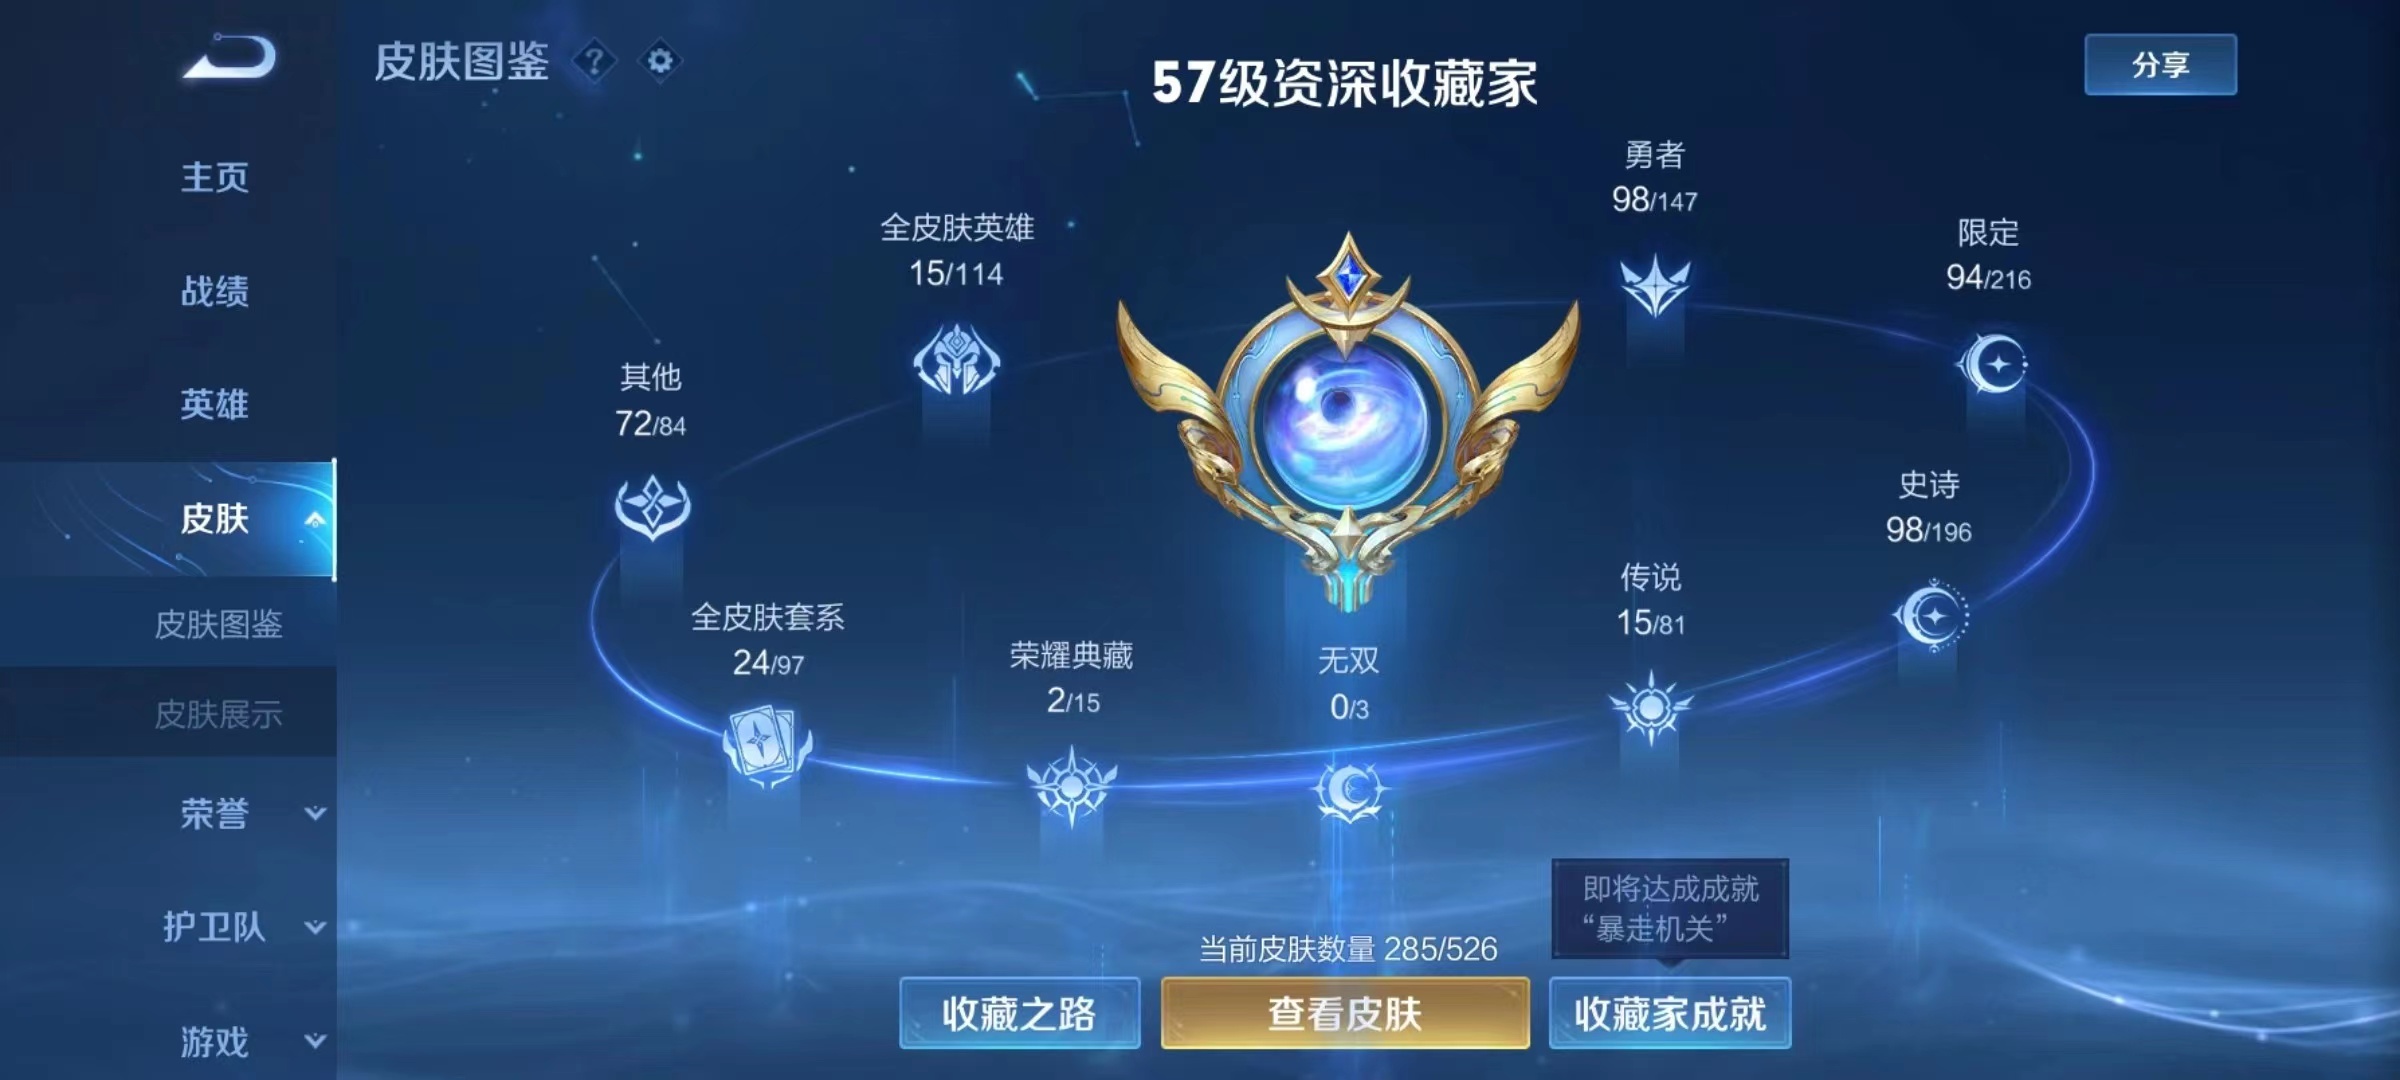 皮肤图鉴
?
57级资深收藏家
分享
主页
战绩
英雄
皮肤
皮肤图鉴
皮肤展示
荣誉
护卫队
游戏
勇者
98/147
全皮肤英雄
15/114
限定
94/216
其他
72/84
史诗
98/196
传说
15/81
全皮肤套系
24/97
荣耀典藏
2/15
无双
0/3
即将达成成就
“暴走机关”
当前皮肤数量 285/526
收藏之路
查看皮肤
收藏家成就